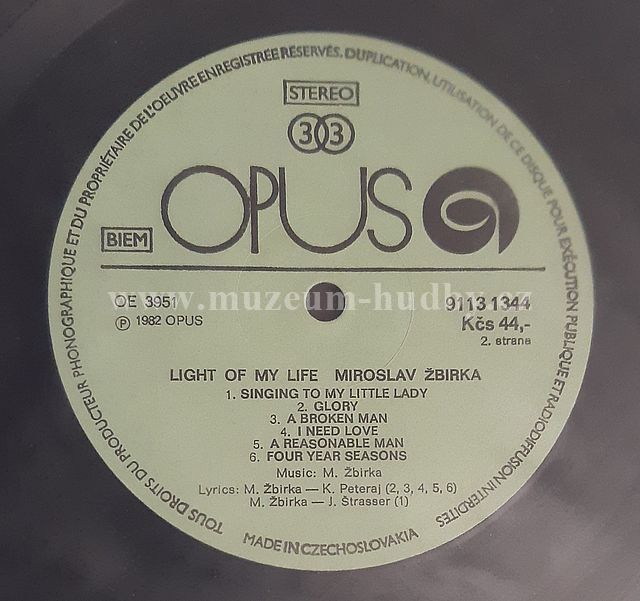 TOUS DROITS DU PRODUCTEUR PHONOGRAPHIQUE ET DU PROPRIÉTAIRE DE L'OEUVRE ENREGISTRÉE RÉSERVÉS. DUPLICATION, UTILISATION DE CE DISQUE POUR EXÉCUTION PUBLIQUE ET RADIODIFFUSION INTERDITES
STEREO
33
OPUS
BIEM
www.muzeum-hudby.cz
OE 3951
9113 1344
Ⓟ 1982 OPUS
Kčs 44,-
2. strana
LIGHT OF MY LIFE MIROSLAV ŽBIRKA
1. SINGING TO MY LITTLE LADY
2. GLORY
3. A BROKEN MAN
4. I NEED LOVE
5. A REASONABLE MAN
6. FOUR YEAR SEASONS
Music: M. Žbirka
Lyrics: M. Žbirka — K. Peteraj (2, 3, 4, 5, 6)
M. Žbirka — J. Štrasser (1)
MADE IN CZECHOSLOVAKIA